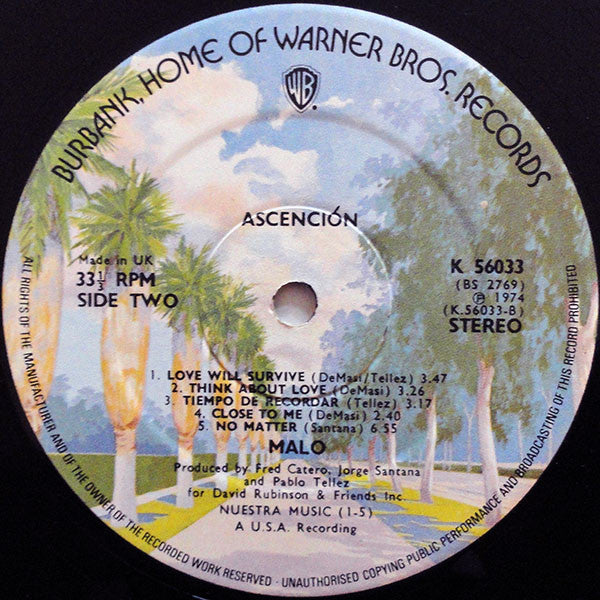 BURBANK, HOME OF WARNER BROS. RECORDS
WB
ASCENCIÓN
Made in UK
33⅓ RPM
SIDE TWO
K 56033
(BS 2769)
℗ 1974
(K.56033-B)
STEREO
1. LOVE WILL SURVIVE (DeMasi/Tellez) 3.47
2. THINK ABOUT LOVE (DeMasi) 3.26
3. TIEMPO DE RECORDAR (Tellez) 3.17
4. CLOSE TO ME (DeMasi) 2.40
5. NO MATTER (Santana) 6.55
MALO
Produced by Fred Catero, Jorge Santana
and Pablo Tellez
for David Rubinson & Friends Inc.
NUESTRA MUSIC (1-5)
A U.S.A. Recording
ALL RIGHTS OF THE MANUFACTURER AND OF THE OWNER OF THE RECORDED WORK RESERVED · UNAUTHORISED COPYING PUBLIC PERFORMANCE AND BROADCASTING OF THIS RECORD PROHIBITED